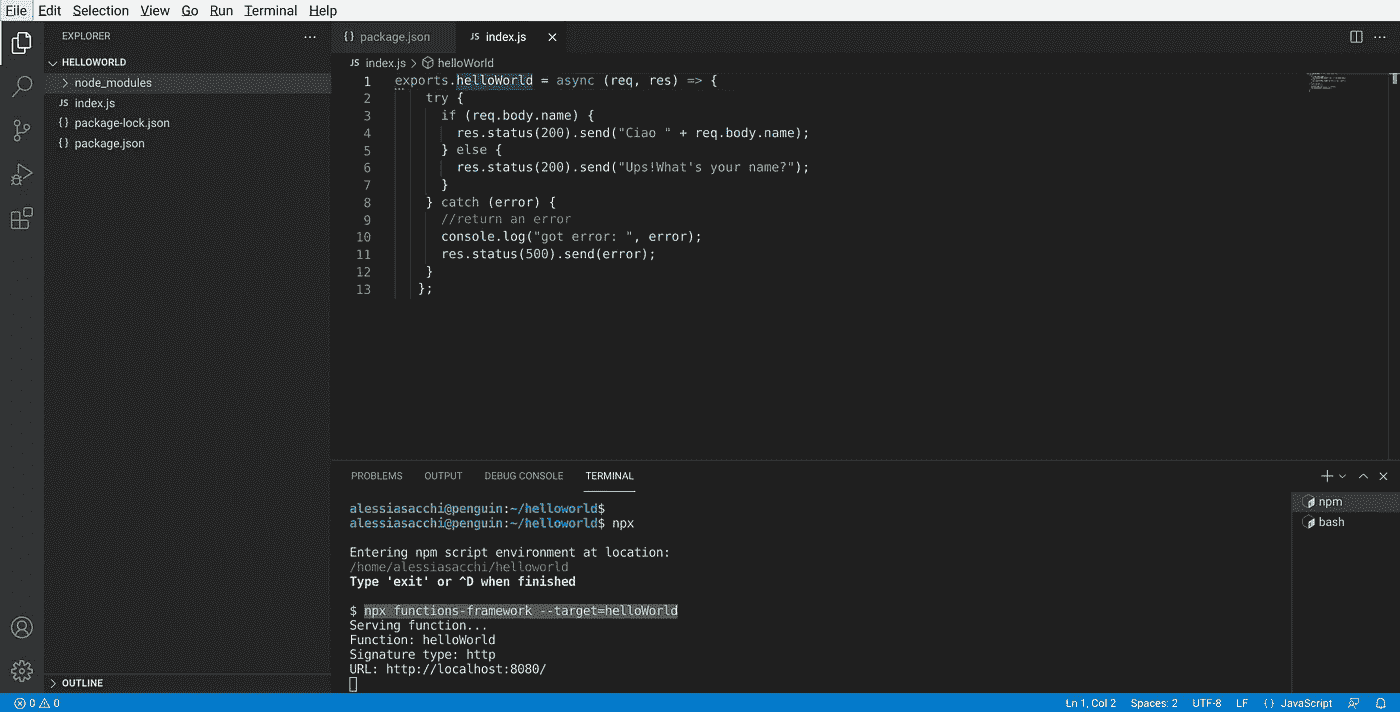 File Edit Selection View Go Run Terminal Help
EXPLORER ...
{} package.json JS index.js
HELLOWORLD
node_modules
JS index.js
{} package-lock.json
{} package.json
JS index.js > helloWorld
1 exports.helloWorld = async (req, res) => {
2 try {
3 if (req.body.name) {
4 res.status(200).send("Ciao " + req.body.name);
5 } else {
6 res.status(200).send("Ups!What's your name?");
7 }
8 } catch (error) {
9 //return an error
10 console.log("got error: ", error);
11 res.status(500).send(error);
12 }
13 };
PROBLEMS OUTPUT DEBUG CONSOLE TERMINAL
alessiasacchi@penguin:~/helloworld$
alessiasacchi@penguin:~/helloworld$ npx
Entering npm script environment at location:
/home/alessiasacchi/helloworld
Type 'exit' or ^D when finished
$ npx functions-framework --target=helloWorld
Serving function...
Function: helloWorld
Signature type: http
URL: http://localhost:8080/
npm
bash
OUTLINE
0 0 Ln 1, Col 2 Spaces: 2 UTF-8 LF {} JavaScript